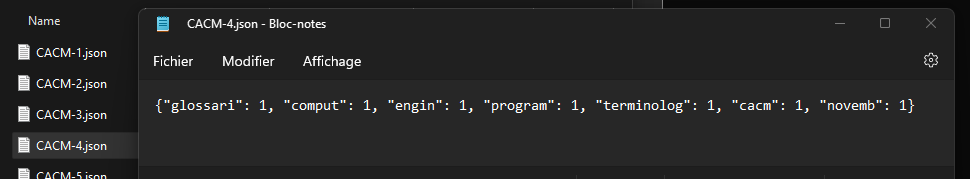 Name
CACM-1.json
CACM-2.json
CACM-3.json
CACM-4.json
CACM-5.json
CACM-4.json - Bloc-notes
Fichier Modifier Affichage
{"glossari": 1, "comput": 1, "engin": 1, "program": 1, "terminolog": 1, "cacm": 1, "novemb": 1}